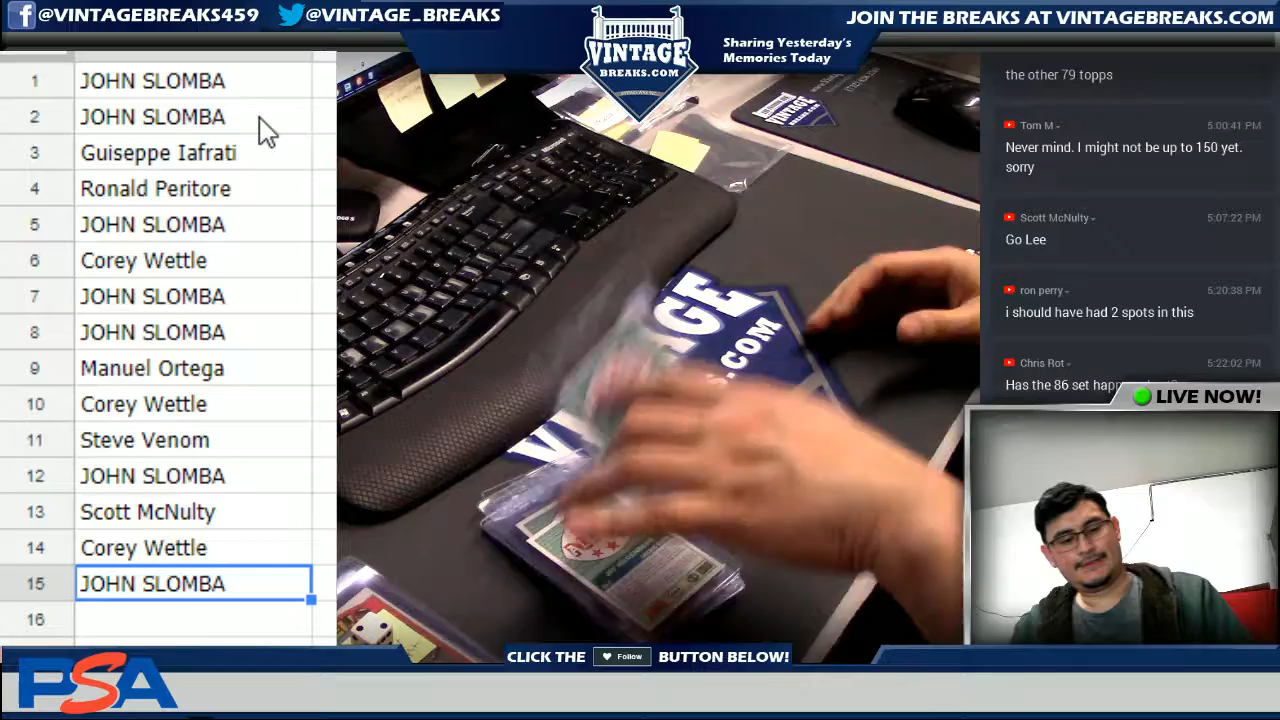 @VINTAGEBREAKS459
@VINTAGE_BREAKS
VINTAGE
BREAKS.COM
Sharing Yesterday's
Memories Today
JOIN THE BREAKS AT VINTAGEBREAKS.COM
1 JOHN SLOMBA
2 JOHN SLOMBA
3 Guiseppe Iafrati
4 Ronald Peritore
5 JOHN SLOMBA
6 Corey Wettle
7 JOHN SLOMBA
8 JOHN SLOMBA
9 Manuel Ortega
10 Corey Wettle
11 Steve Venom
12 JOHN SLOMBA
13 Scott McNulty
14 Corey Wettle
15 JOHN SLOMBA
16
the other 79 topps
Tom M 5:00:41 PM
Never mind. I might not be up to 150 yet.
sorry
Scott McNulty 5:07:22 PM
Go Lee
ron perry 5:20:38 PM
i should have had 2 spots in this
Chris Rot 5:22:02 PM
Has the 86 set
LIVE NOW!
CLICK THE Follow BUTTON BELOW!
PSA